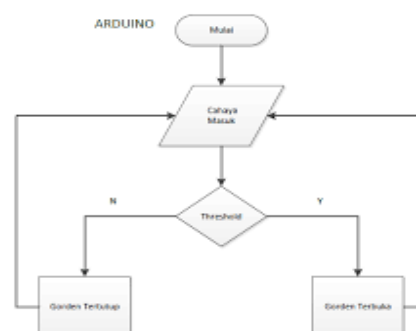 ARDUINO
Mulai
Cahaya
Masuk
Threshold
N
Y
Gorden Tertutup
Gorden Terbuka